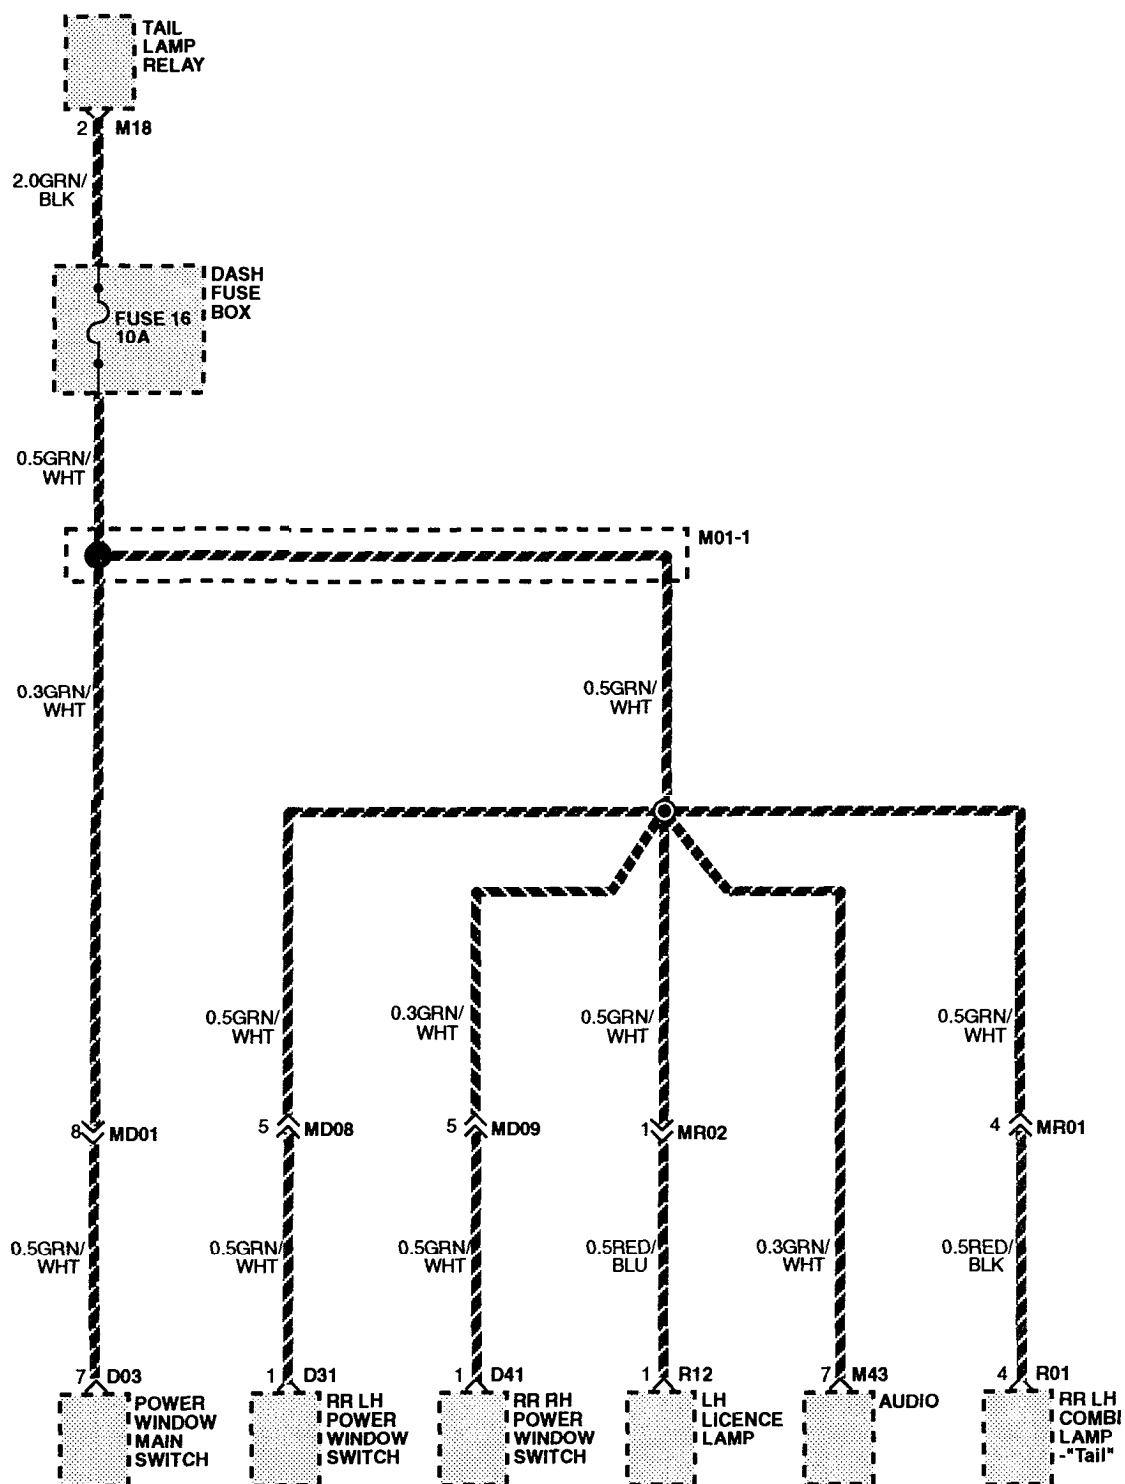 TAIL
LAMP
RELAY
2 M18
2.0GRN/
BLK
DASH
FUSE
BOX
FUSE 16
10A
0.5GRN/
WHT
M01-1
0.3GRN/
WHT
0.5GRN/
WHT
0.5GRN/
WHT
0.3GRN/
WHT
0.5GRN/
WHT
0.5GRN/
WHT
8 MD01
5 MD08
5 MD09
1 MR02
4 MR01
0.5GRN/
WHT
0.5GRN/
WHT
0.5GRN/
WHT
0.5RED/
BLU
0.3GRN/
WHT
0.5RED/
BLK
7 D03
POWER
WINDOW
MAIN
SWITCH
1 D31
RR LH
POWER
WINDOW
SWITCH
1 D41
RR RH
POWER
WINDOW
SWITCH
1 R12
LH
LICENCE
LAMP
7 M43
AUDIO
4 R01
RR LH
COMBI
LAMP
-"Tail"